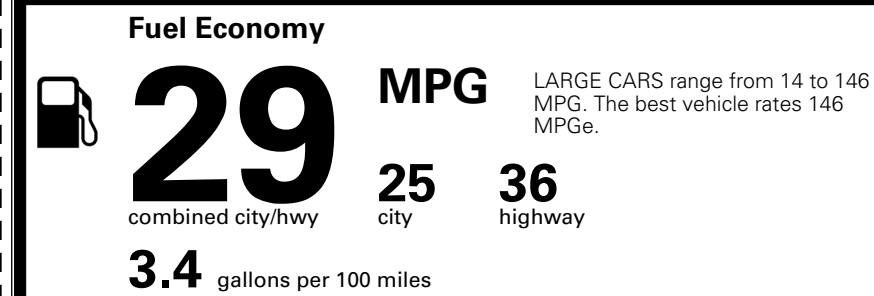 Fuel Economy
29 MPG
LARGE CARS range from 14 to 146
MPG. The best vehicle rates 146
MPGe.
combined city/hwy
25
city
36
highway
3.4 gallons per 100 miles